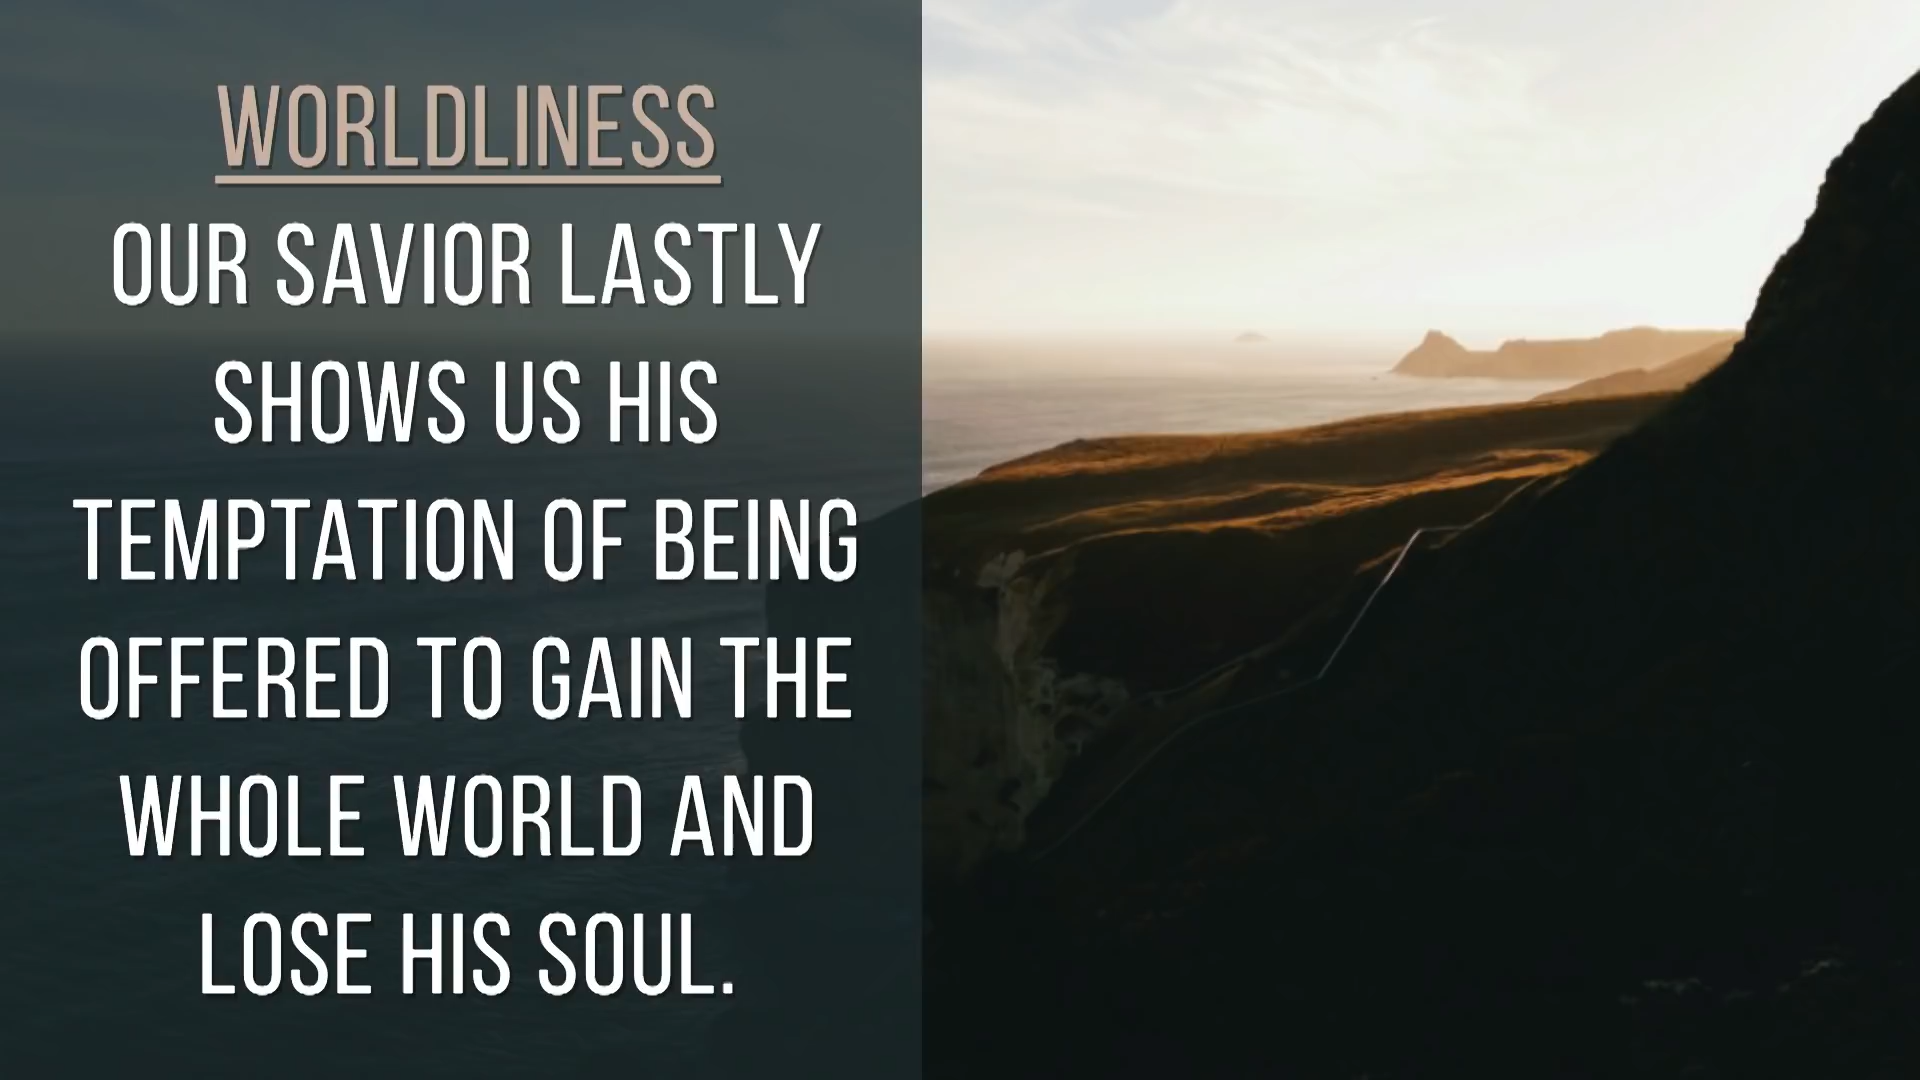 WORLDLINESS
OUR SAVIOR LASTLY
SHOWS US HIS
TEMPTATION OF BEING
OFFERED TO GAIN THE
WHOLE WORLD AND
LOSE HIS SOUL.